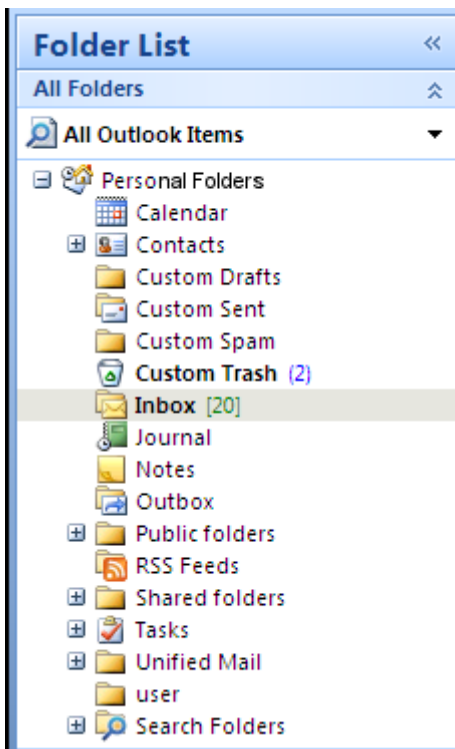 Folder List
All Folders
All Outlook Items
Personal Folders
Calendar
Contacts
Custom Drafts
Custom Sent
Custom Spam
Custom Trash (2)
Inbox [20]
Journal
Notes
Outbox
Public folders
RSS Feeds
Shared folders
Tasks
Unified Mail
user
Search Folders